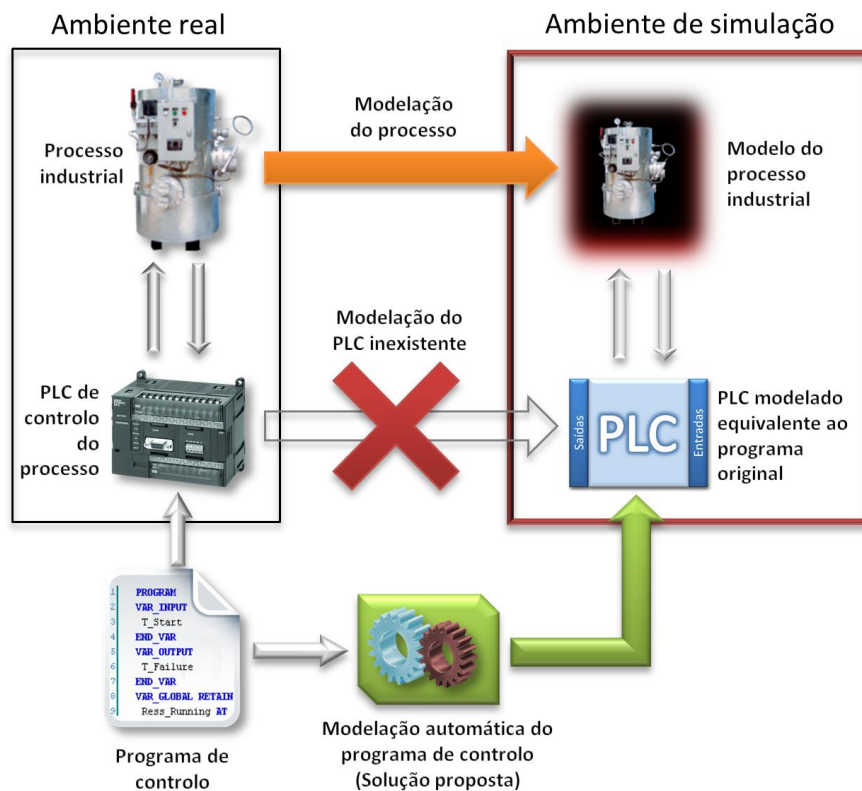 Ambiente real
Ambiente de simulação
Modelação
do processo
Processo
industrial
Modelo do
processo
industrial
Modelação do
PLC inexistente
PLC de
controlo
do
processo
Saídas
PLC
Entradas
PLC modelado
equivalente ao
programa
original
1 PROGRAM
2 VAR_INPUT
3 T_Start
4 END_VAR
5 VAR_OUTPUT
6 T_Failure
7 END_VAR
8 VAR_GLOBAL RETAIN
9 Ress_Running AT
Programa de
controlo
Modelação automática do
programa de controlo
(Solução proposta)